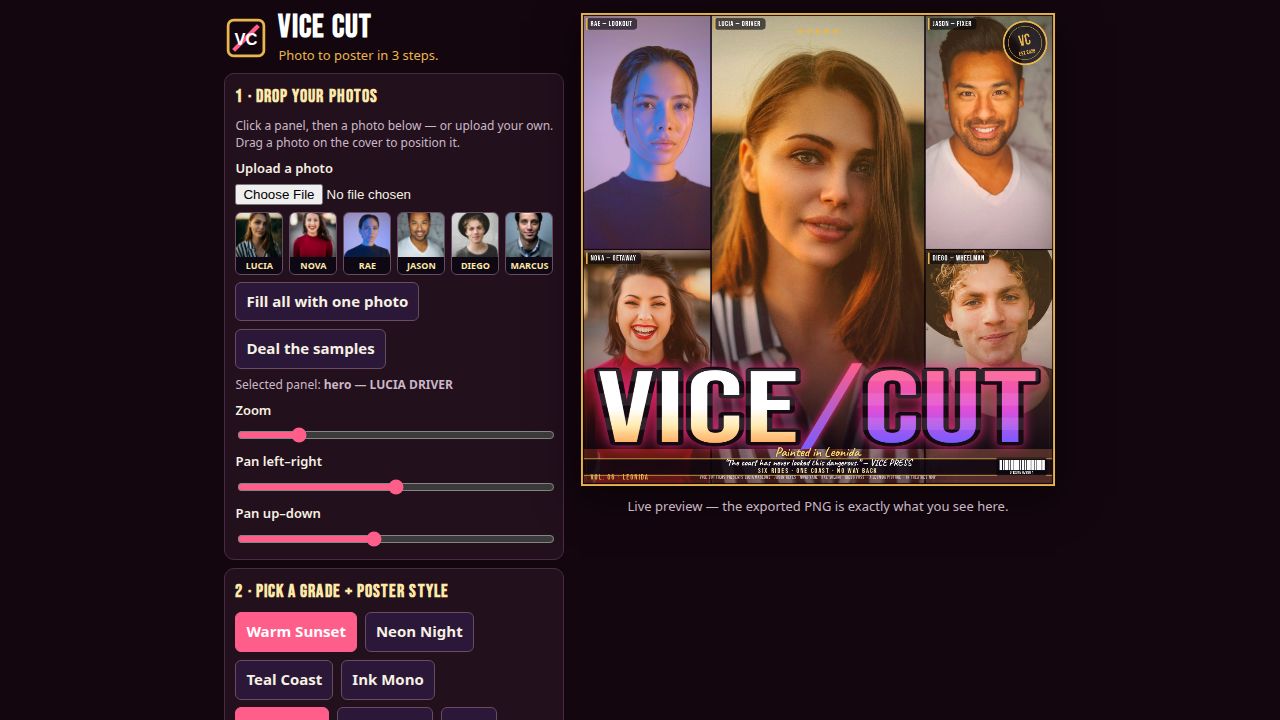 VC
VICE CUT
Photo to poster in 3 steps.
1 · DROP YOUR PHOTOS
Click a panel, then a photo below — or upload your own.
Drag a photo on the cover to position it.
Upload a photo
Choose File No file chosen
LUCIA NOVA RAE JASON DIEGO MARCUS
Fill all with one photo
Deal the samples
Selected panel: hero — LUCIA DRIVER
Zoom
Pan left–right
Pan up–down
2 · PICK A GRADE + POSTER STYLE
Warm Sunset Neon Night
Teal Coast Ink Mono
RAE — LOOKOUT
LUCIA — DRIVER
JASON — FIXER
VC
NOVA — GETAWAY
DIEGO — WHEELMAN
VICE/CUT
Painted in Leonida
"The coast has never looked this dangerous." — VICE PRESS
SIX RIDES · ONE COAST · NO WAY BACK
VOL. 06 · LEONIDA
Live preview — the exported PNG is exactly what you see here.